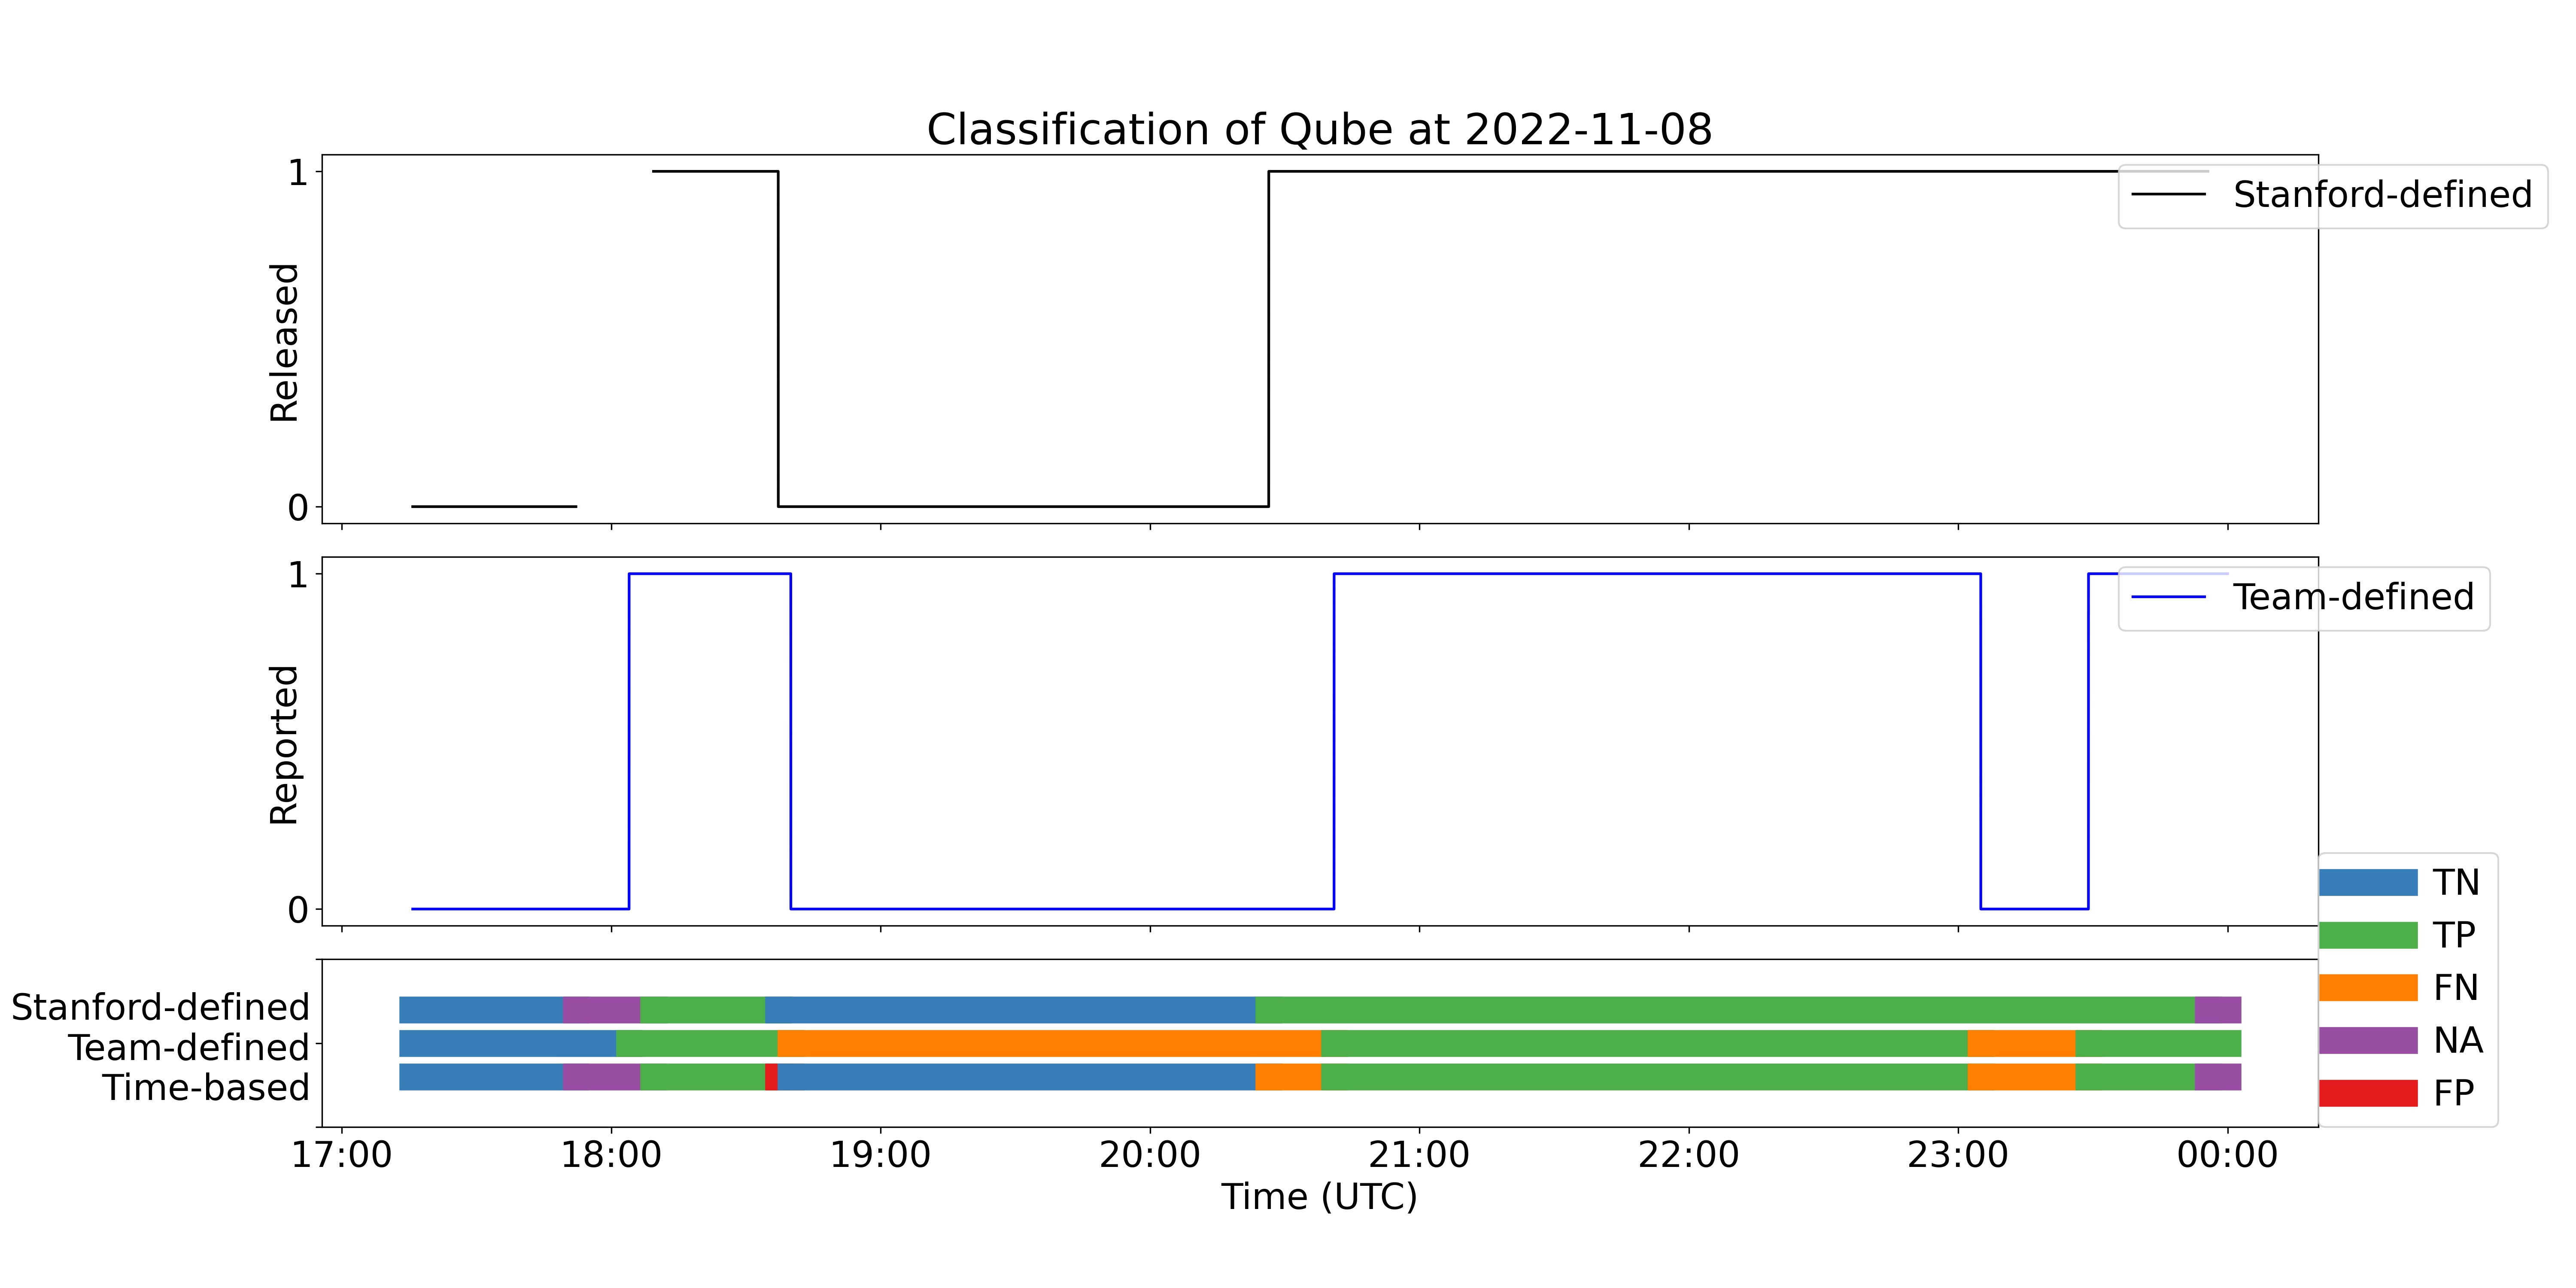 Classification of Qube at 2022-11-08
1
Released
0
Stanford-defined
1
Reported
0
Team-defined
TN
TP
FN
NA
FP
Stanford-defined
Team-defined
Time-based
17:00 18:00 19:00 20:00 21:00 22:00 23:00 00:00
Time (UTC)